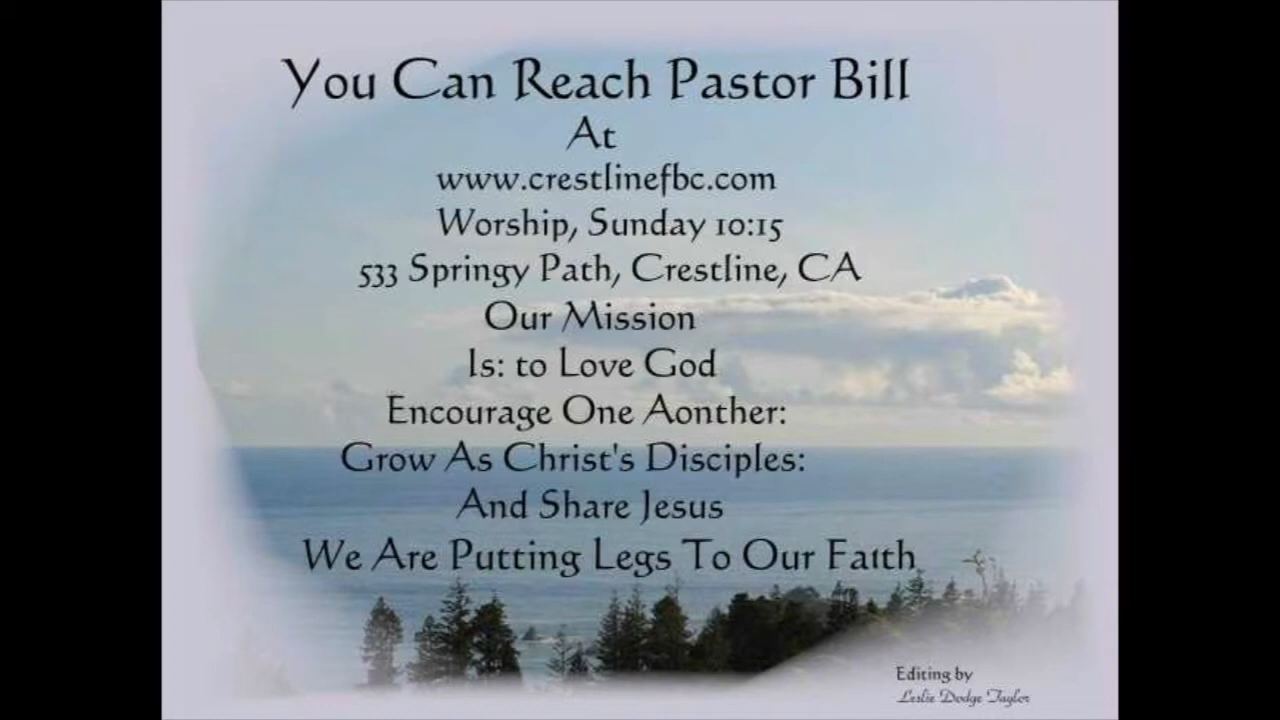 You Can Reach Pastor Bill
At
www.crestlinefbc.com
Worship, Sunday 10:15
533 Springy Path, Crestline, CA
Our Mission
Is: to Love God
Encourage One Aonther:
Grow As Christ's Disciples:
And Share Jesus
We Are Putting Legs To Our Faith
Editing by
Leslie Dodge Taylor